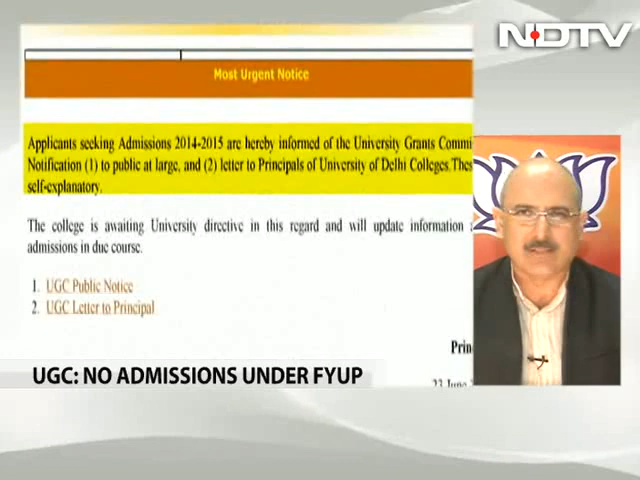 NDTV
Most Urgent Notice
Applicants seeking Admissions 2014-2015 are hereby informed of the University Grants Commi
Notification (1) to public at large, and (2) letter to Principals of University of Delhi Colleges.Thes
self-explanatory.
The college is awaiting University directive in this regard and will update information
admissions in due course.
1. UGC Public Notice
2. UGC Letter to Principal
Prin
23 June
UGC: NO ADMISSIONS UNDER FYUP